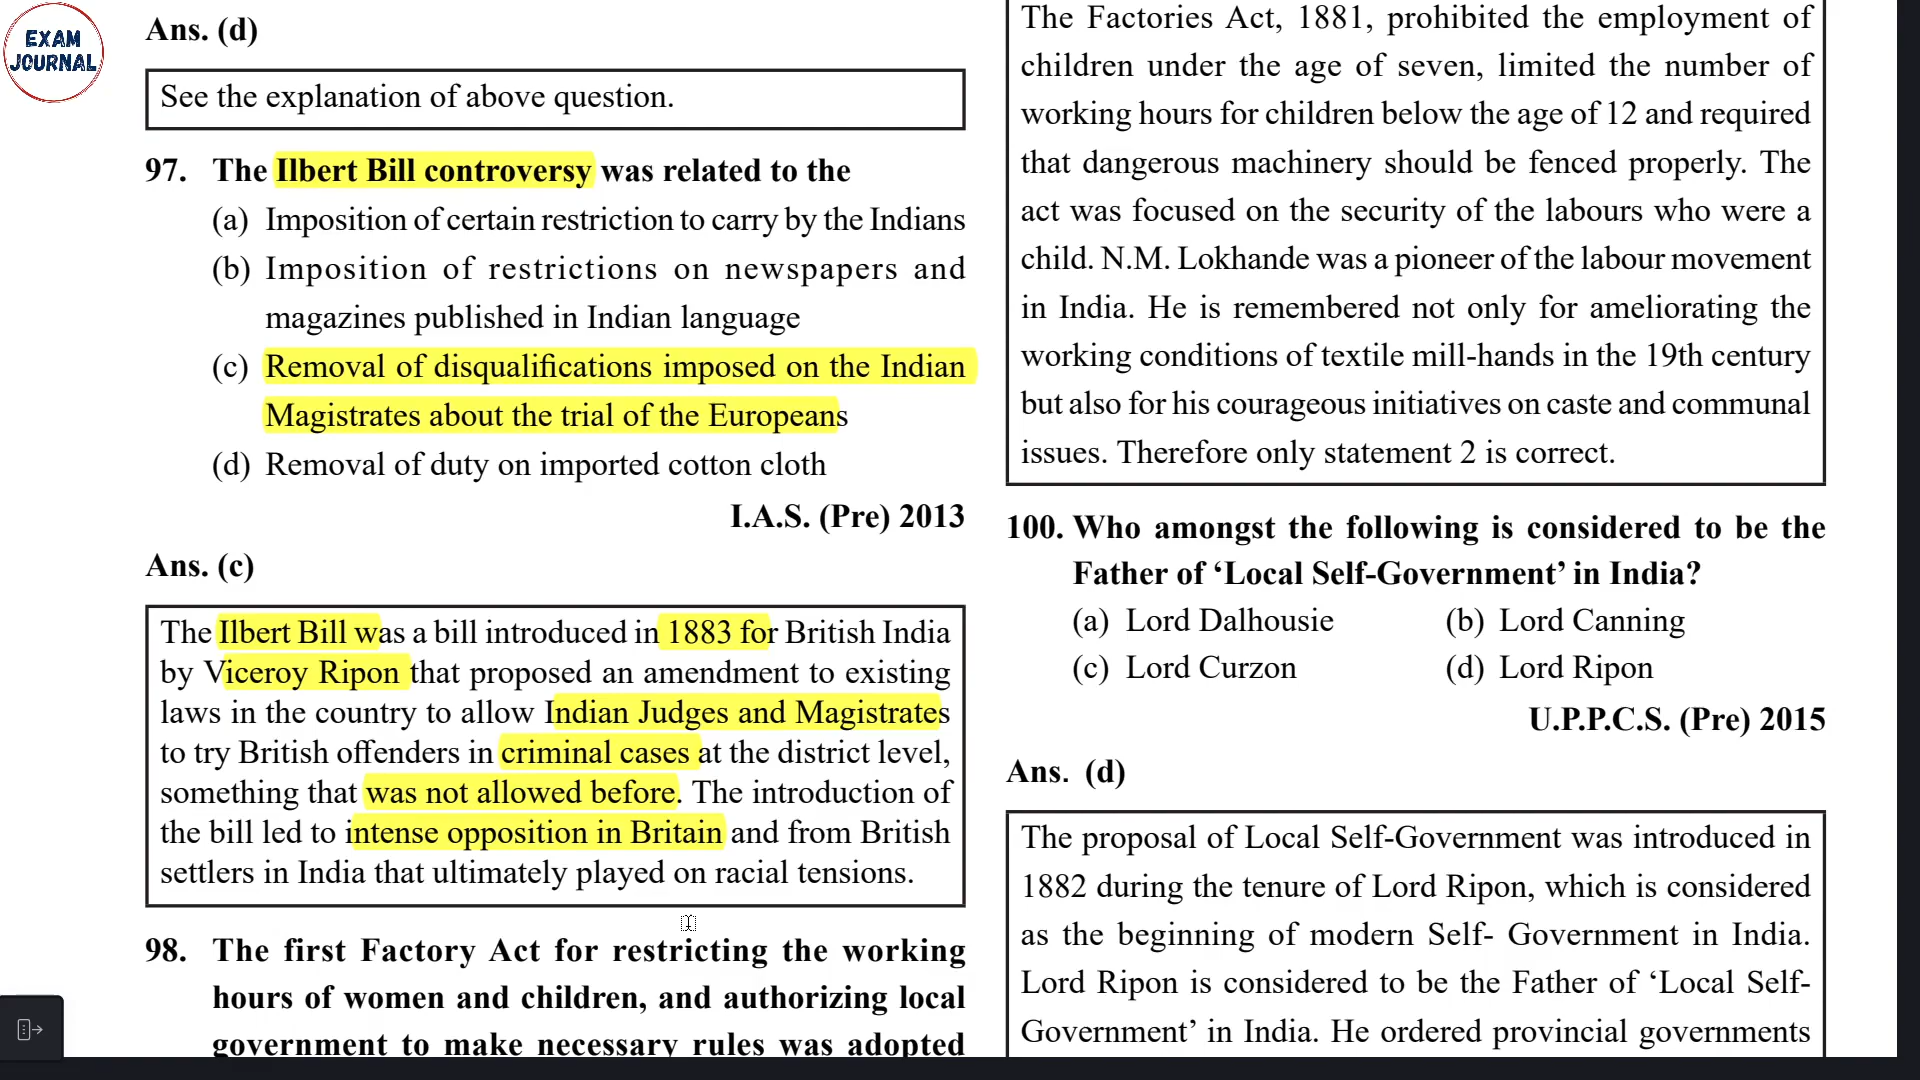 EXAM
JOURNAL
Ans. (d)
See the explanation of above question.
97. The Ilbert Bill controversy was related to the
(a) Imposition of certain restriction to carry by the Indians
(b) Imposition of restrictions on newspapers and
magazines published in Indian language
(c) Removal of disqualifications imposed on the Indian
Magistrates about the trial of the Europeans
(d) Removal of duty on imported cotton cloth
I.A.S. (Pre) 2013
Ans. (c)
The Ilbert Bill was a bill introduced in 1883 for British India
by Viceroy Ripon that proposed an amendment to existing
laws in the country to allow Indian Judges and Magistrates
to try British offenders in criminal cases at the district level,
something that was not allowed before. The introduction of
the bill led to intense opposition in Britain and from British
settlers in India that ultimately played on racial tensions.
98. The first Factory Act for restricting the working
hours of women and children, and authorizing local
government to make necessary rules was adopted
The Factories Act, 1881, prohibited the employment of
children under the age of seven, limited the number of
working hours for children below the age of 12 and required
that dangerous machinery should be fenced properly. The
act was focused on the security of the labours who were a
child. N.M. Lokhande was a pioneer of the labour movement
in India. He is remembered not only for ameliorating the
working conditions of textile mill-hands in the 19th century
but also for his courageous initiatives on caste and communal
issues. Therefore only statement 2 is correct.
100. Who amongst the following is considered to be the
Father of ‘Local Self-Government’ in India?
(a) Lord Dalhousie (b) Lord Canning
(c) Lord Curzon (d) Lord Ripon
U.P.P.C.S. (Pre) 2015
Ans. (d)
The proposal of Local Self-Government was introduced in
1882 during the tenure of Lord Ripon, which is considered
as the beginning of modern Self- Government in India.
Lord Ripon is considered to be the Father of ‘Local Self-
Government’ in India. He ordered provincial governments